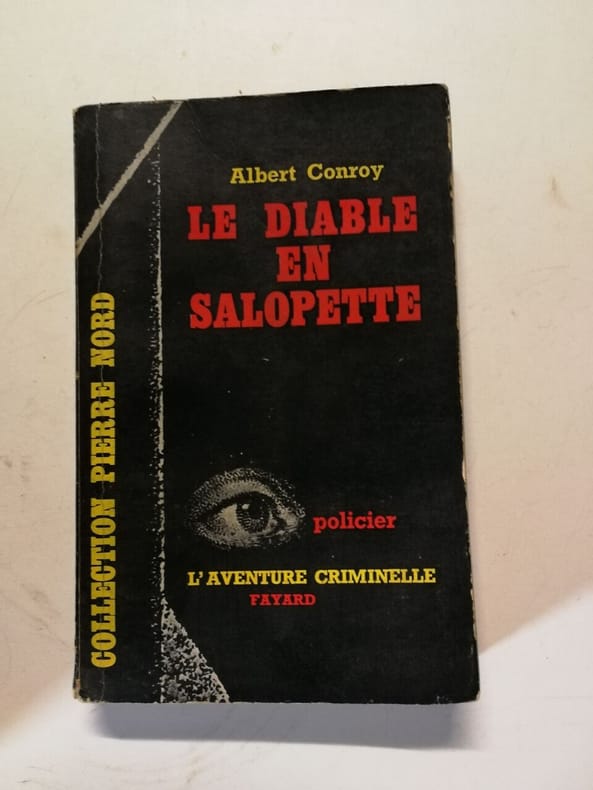 Albert Conroy
LE DIABLE
EN
SALOPETTE
policier
L'AVENTURE CRIMINELLE
FAYARD
COLLECTION PIERRE NORD